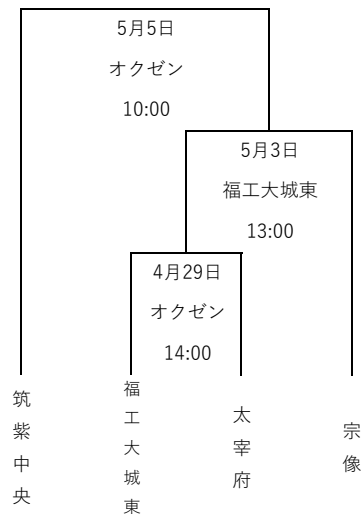 5月5日
オクゼン
10:00
5月3日
福工大城東
13:00
4月29日
オクゼン
14:00
筑紫中央
福工大城東
太宰府
宗像